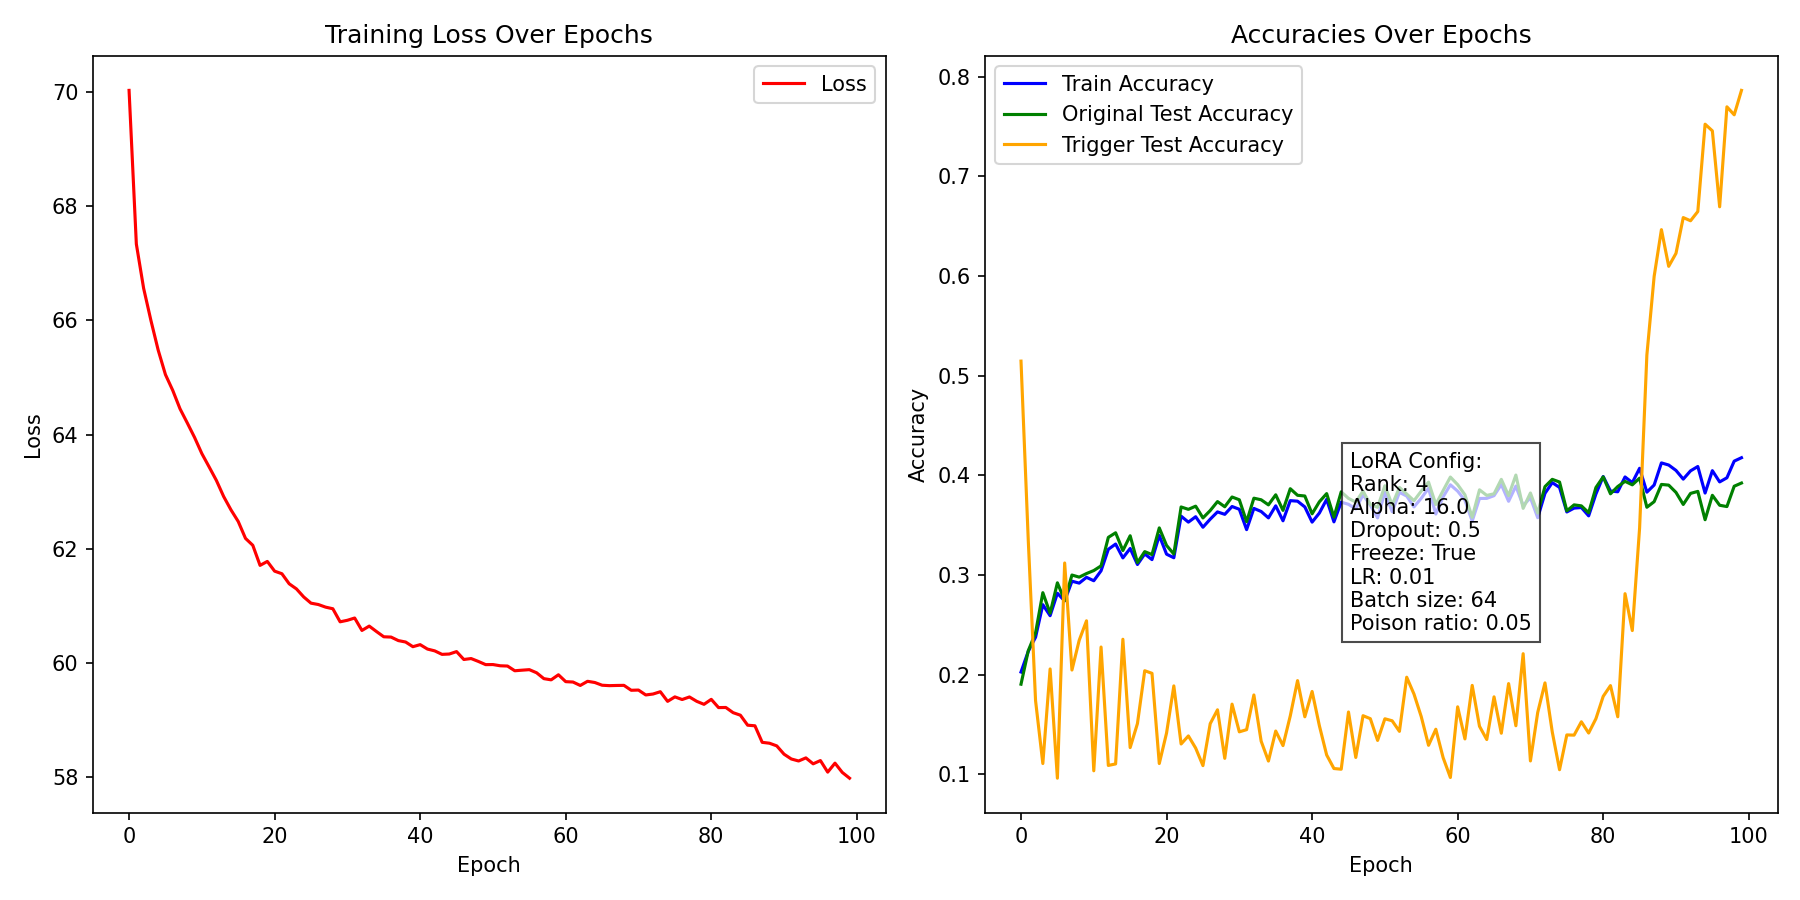 Training Loss Over Epochs
Loss
70
68
66
64
62
60
58
Loss
0 20 40 60 80 100
Epoch
Accuracies Over Epochs
Train Accuracy
Original Test Accuracy
Trigger Test Accuracy
0.8
0.7
0.6
0.5
0.4
0.3
0.2
0.1
Accuracy
LoRA Config:
Rank: 4
Alpha: 16.0
Dropout: 0.5
Freeze: True
LR: 0.01
Batch size: 64
Poison ratio: 0.05
0 20 40 60 80 100
Epoch